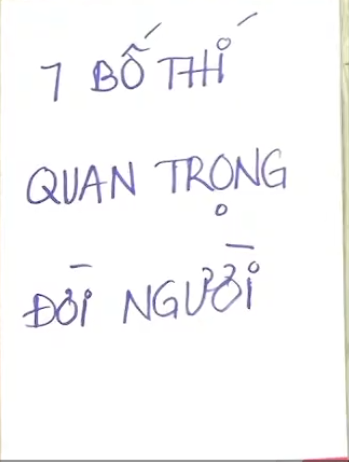 7 BỐ THÍ
QUAN TRỌNG
ĐỜI NGƯỜI